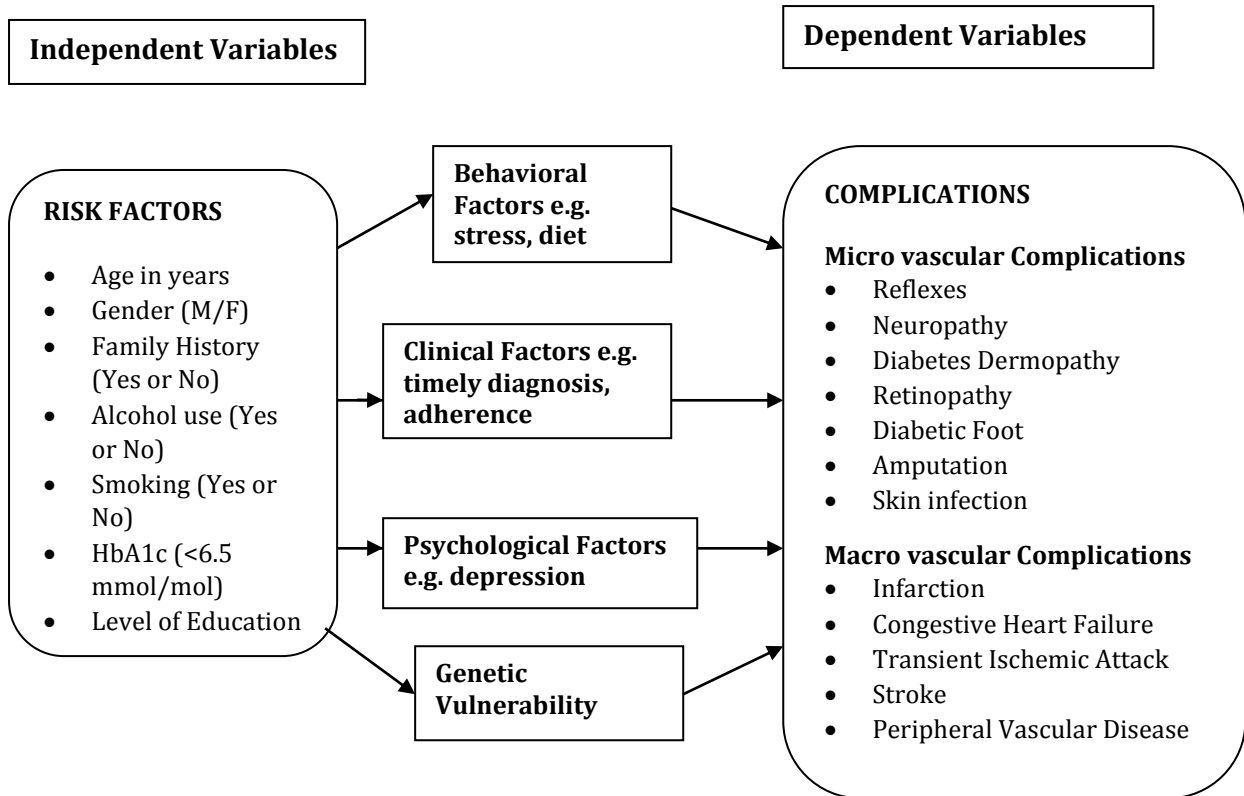 Independent Variables
Dependent Variables
RISK FACTORS
• Age in years
• Gender (M/F)
• Family History
(Yes or No)
• Alcohol use (Yes
or No)
• Smoking (Yes or
No)
• HbA1c (<6.5
mmol/mol)
• Level of Education
Behavioral
Factors e.g.
stress, diet
Clinical Factors e.g.
timely diagnosis,
adherence
Psychological Factors
e.g. depression
Genetic
Vulnerability
COMPLICATIONS
Micro vascular Complications
• Reflexes
• Neuropathy
• Diabetes Dermopathy
• Retinopathy
• Diabetic Foot
• Amputation
• Skin infection
Macro vascular Complications
• Infarction
• Congestive Heart Failure
• Transient Ischemic Attack
• Stroke
• Peripheral Vascular Disease